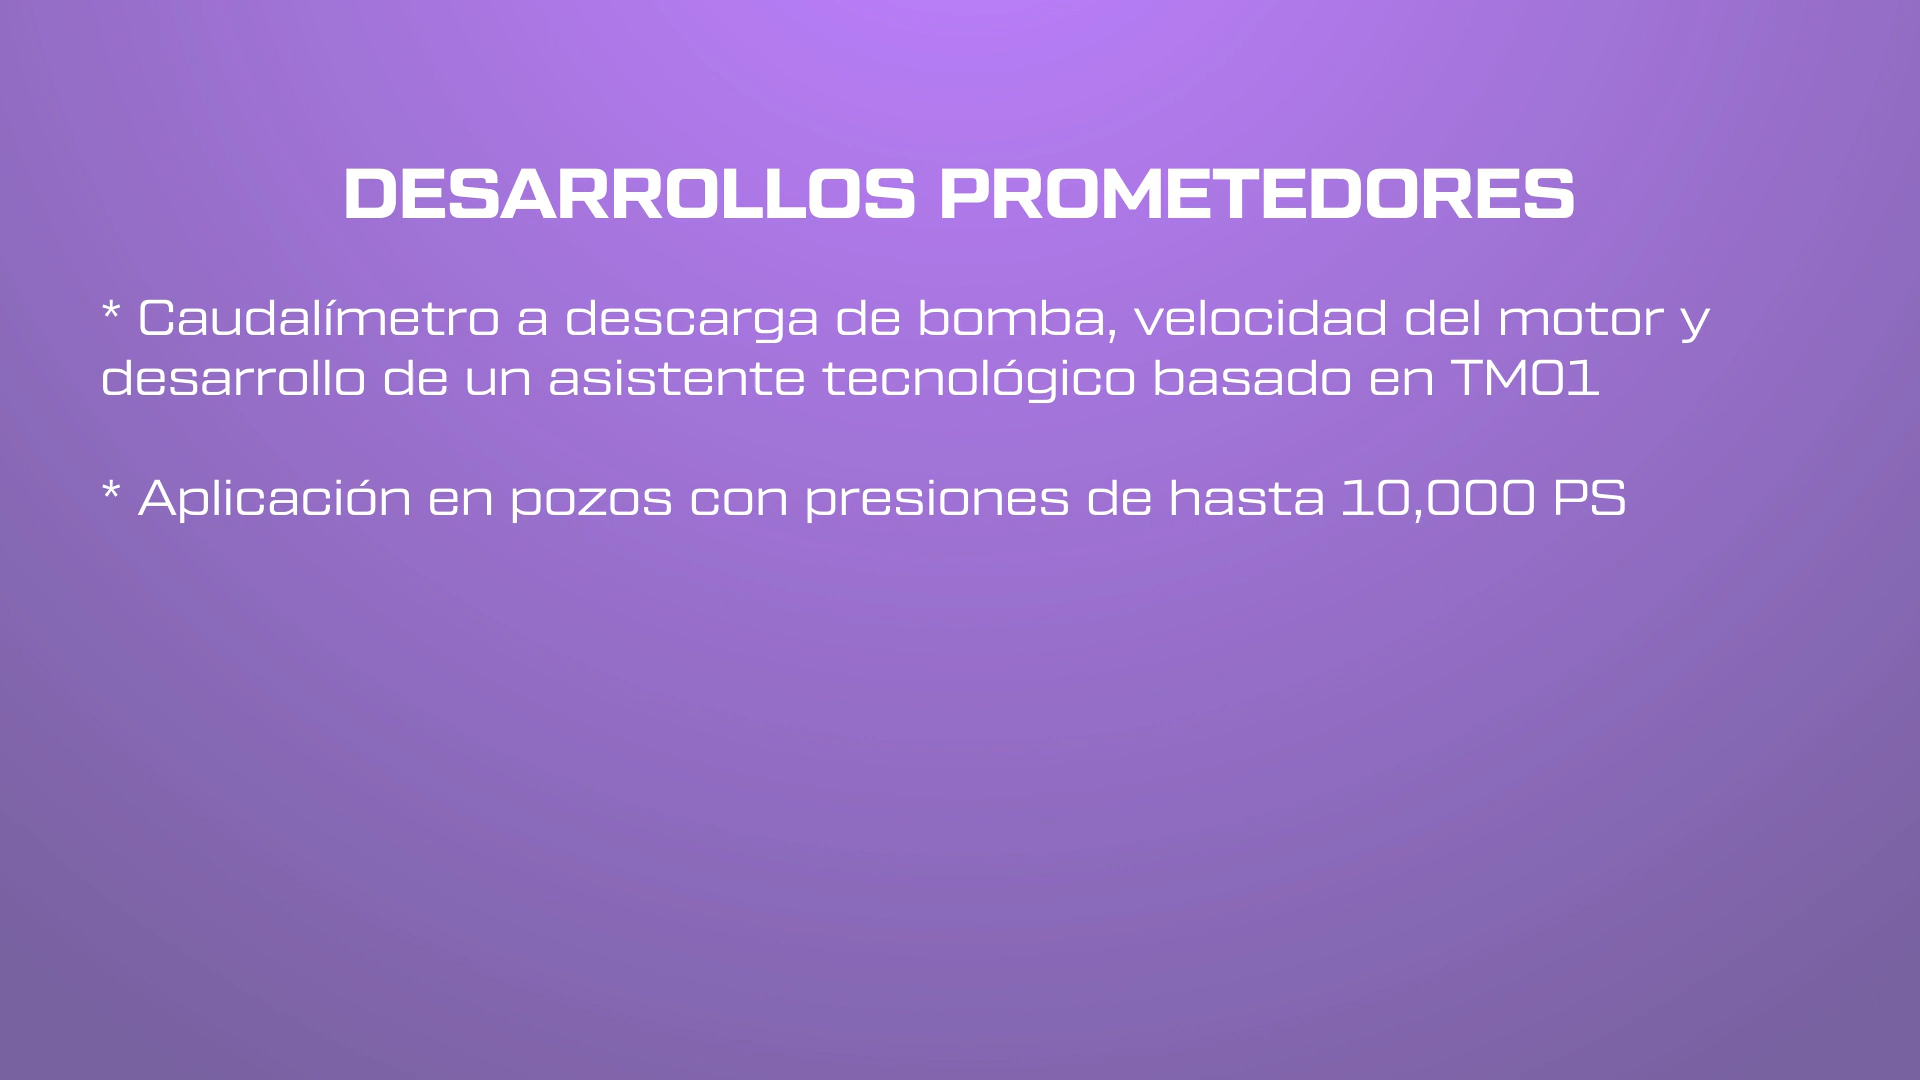 DESARROLLOS PROMETEDORES
* Caudalímetro a descarga de bomba, velocidad del motor y
desarrollo de un asistente tecnológico basado en TM01
* Aplicación en pozos con presiones de hasta 10,000 PS